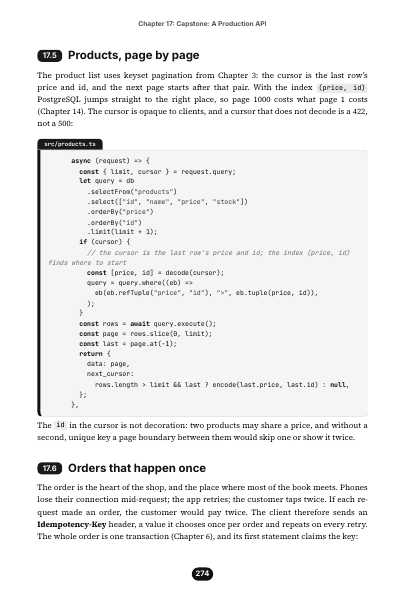 Chapter 17: Capstone: A Production API
17.5 Products, page by page
The product list uses keyset pagination from Chapter 3: the cursor is the last row's
price and id, and the next page starts after that pair. With the index (price, id)
PostgreSQL jumps straight to the right place, so page 1000 costs what page 1 costs
(Chapter 14). The cursor is opaque to clients, and a cursor that does not decode is a 422,
not a 500:
src/products.ts
async (request) => {
const { limit, cursor } = request.query;
let query = db
.selectFrom("products")
.select(["id", "name", "price", "stock"])
.orderBy("price")
.orderBy("id")
.limit(limit + 1);
if (cursor) {
// the cursor is the last row's price and id; the index (price, id)
finds where to start
const [price, id] = decode(cursor);
query = query.where((eb) =>
eb(eb.refTuple("price", "id"), ">", eb.tuple(price, id)),
);
}
const rows = await query.execute();
const page = rows.slice(0, limit);
const last = page.at(-1);
return {
data: page,
next_cursor:
rows.length > limit && last ? encode(last.price, last.id) : null,
};
},
The id in the cursor is not decoration: two products may share a price, and without a
second, unique key a page boundary between them would skip one or show it twice.
17.6 Orders that happen once
The order is the heart of the shop, and the place where most of the book meets. Phones
lose their connection mid-request; the app retries; the customer taps twice. If each re-
quest made an order, the customer would pay twice. The client therefore sends an
Idempotency-Key header, a value it chooses once per order and repeats on every retry.
The whole order is one transaction (Chapter 6), and its first statement claims the key:
274